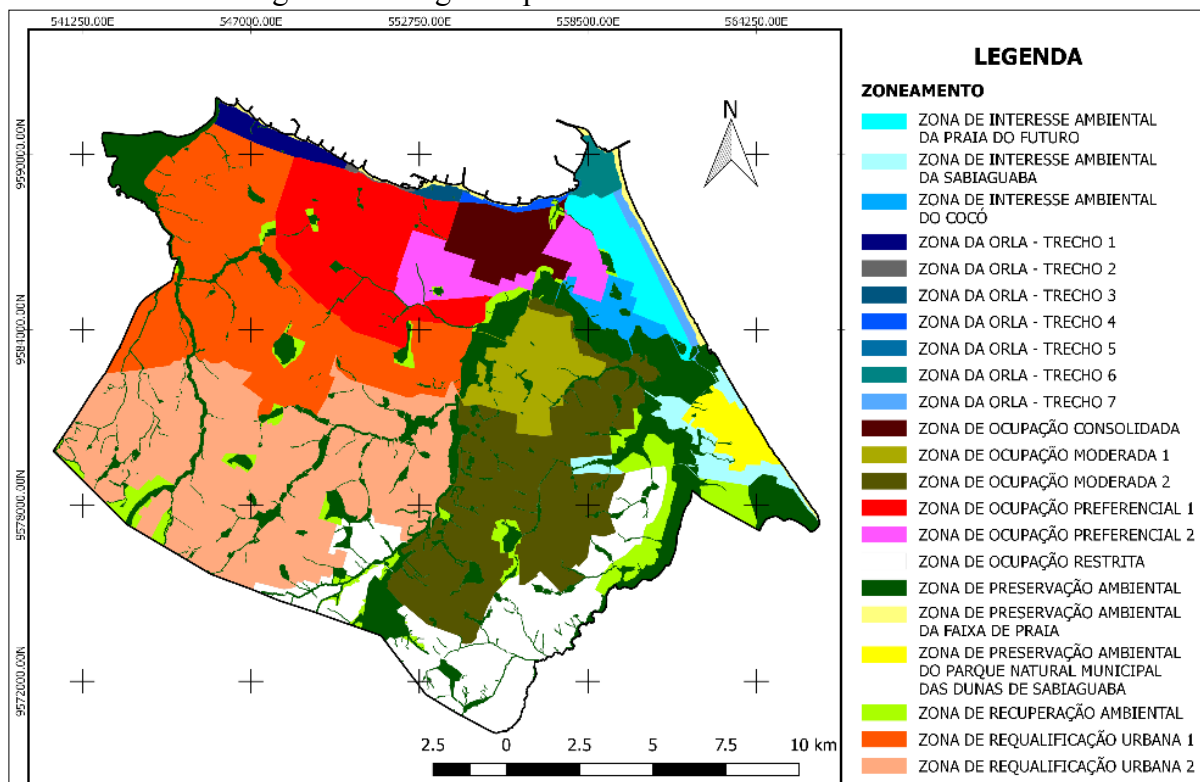 541250.00E 547000.00E 552750.00E 558500.00E 564250.00E
9590000.00N
9584000.00N
9578000.00N
9572000.00N
N
2.5 0 2.5 5 7.5 10 km
LEGENDA
ZONEAMENTO
ZONA DE INTERESSE AMBIENTAL
DA PRAIA DO FUTURO
ZONA DE INTERESSE AMBIENTAL
DA SABIAGUABA
ZONA DE INTERESSE AMBIENTAL
DO COCÓ
ZONA DA ORLA - TRECHO 1
ZONA DA ORLA - TRECHO 2
ZONA DA ORLA - TRECHO 3
ZONA DA ORLA - TRECHO 4
ZONA DA ORLA - TRECHO 5
ZONA DA ORLA - TRECHO 6
ZONA DA ORLA - TRECHO 7
ZONA DE OCUPAÇÃO CONSOLIDADA
ZONA DE OCUPAÇÃO MODERADA 1
ZONA DE OCUPAÇÃO MODERADA 2
ZONA DE OCUPAÇÃO PREFERENCIAL 1
ZONA DE OCUPAÇÃO PREFERENCIAL 2
ZONA DE OCUPAÇÃO RESTRITA
ZONA DE PRESERVAÇÃO AMBIENTAL
ZONA DE PRESERVAÇÃO AMBIENTAL
DA FAIXA DE PRAIA
ZONA DE PRESERVAÇÃO AMBIENTAL
DO PARQUE NATURAL MUNICIPAL
DAS DUNAS DE SABIAGUABA
ZONA DE RECUPERAÇÃO AMBIENTAL
ZONA DE REQUALIFICAÇÃO URBANA 1
ZONA DE REQUALIFICAÇÃO URBANA 2